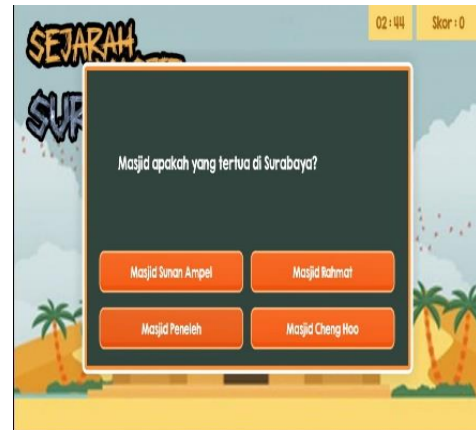 02:44
Skor : 0
SEJARAH
SUR
Masjid apakah yang tertua di Surabaya?
Masjid Sunan Ampel
Masjid Rahmat
Masjid Peneleh
Masjid Cheng Hoo